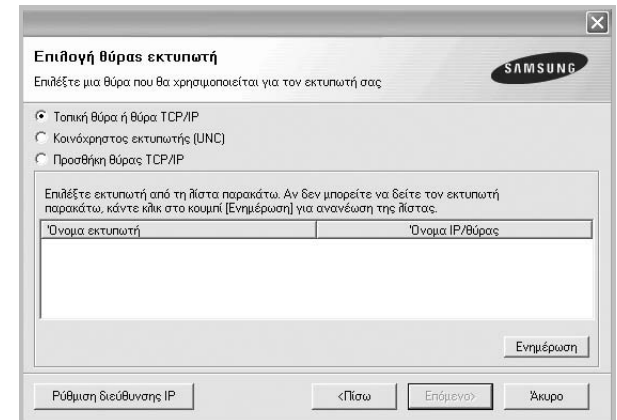 Επιλογή θύρας εκτυπωτή
Επιλέξτε μια θύρα που θα χρησιμοποιείται για τον εκτυπωτή σας
SAMSUNG
Τοπική θύρα ή θύρα TCP/IP
Κοινόχρηστος εκτυπωτής (UNC)
Προσθήκη θύρας TCP/IP
Επιλέξτε εκτυπωτή από τη λίστα παρακάτω. Αν δεν μπορείτε να δείτε τον εκτυπωτή
παρακάτω, κάντε κλικ στο κουμπί [Ενημέρωση] για ανανέωση της λίστας.
Όνομα εκτυπωτή Όνομα IP/θύρας
Ενημέρωση
Ρύθμιση διεύθυνσης IP <Πίσω Επόμενο> Άκυρο